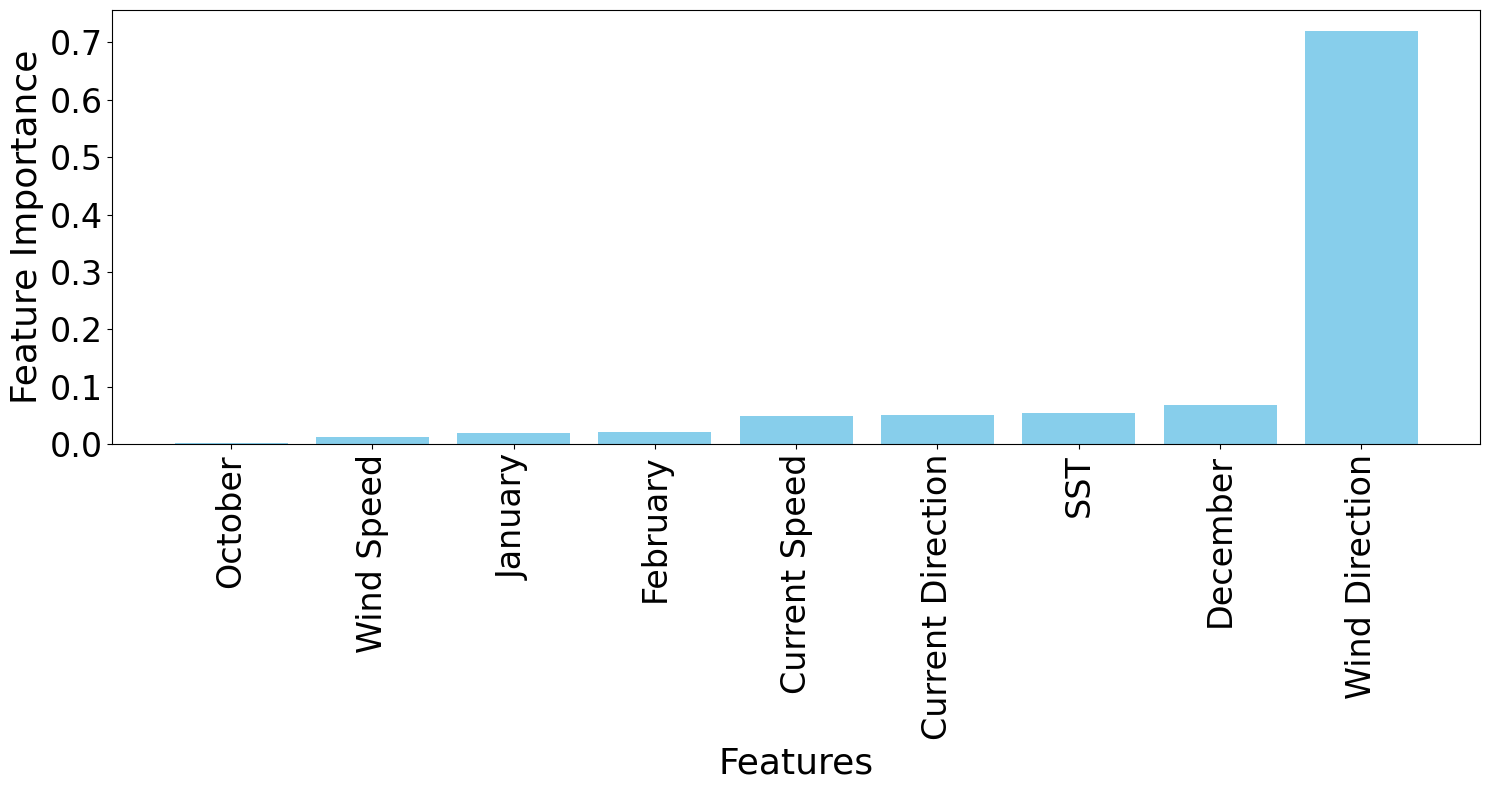 Feature Importance
0.7
0.6
0.5
0.4
0.3
0.2
0.1
0.0
October
Wind Speed
January
February
Current Speed
Current Direction
SST
December
Wind Direction
Features